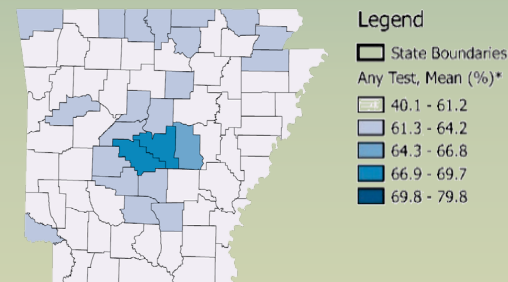 Legend
State Boundaries
Any Test, Mean (%)*
40.1 - 61.2
61.3 - 64.2
64.3 - 66.8
66.9 - 69.7
69.8 - 79.8